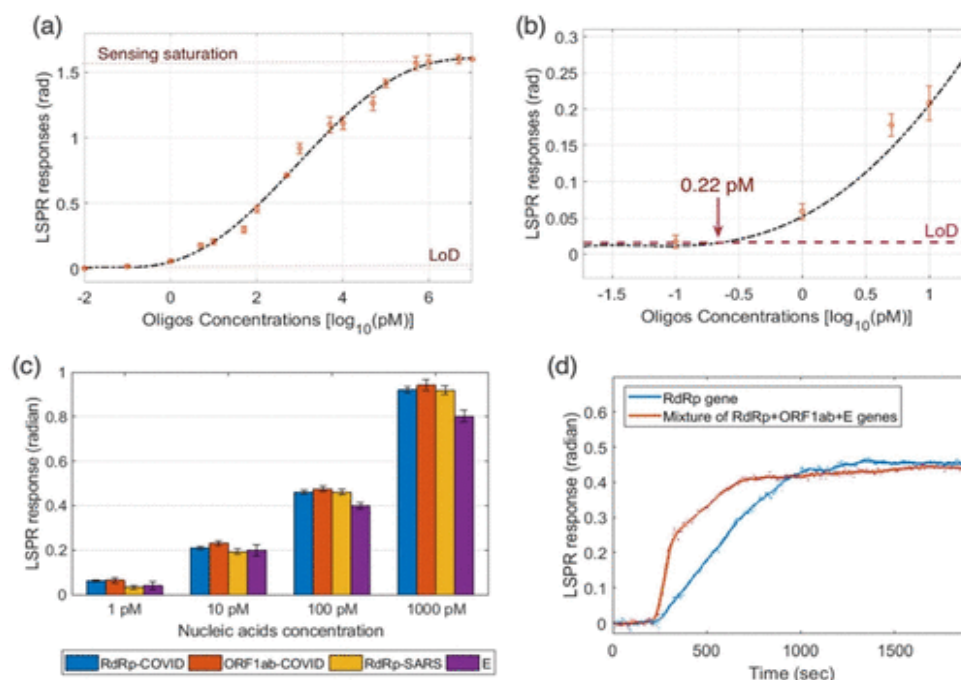 (a)
Sensing saturation
1.5
1
0.5
0
LoD
-2 0 2 4 6
LSPR responses (rad)
Oligos Concentrations [log10(pM)]
(b)
0.3
0.25
0.2
0.15
0.1
0.05
0
0.22 pM
LoD
-1.5 -1 -0.5 0 0.5 1
LSPR responses (rad)
Oligos Concentrations [log10(pM)]
(c)
1
0.8
0.6
0.4
0.2
0
1 pM 10 pM 100 pM 1000 pM
LSPR response (radian)
Nucleic acids concentration
RdRp-COVID ORF1ab-COVID RdRp-SARS E
(d)
RdRp gene
Mixture of RdRp+ORF1ab+E genes
0.6
0.5
0.4
0.3
0.2
0.1
0
0 500 1000 1500
LSPR response (radian)
Time (sec)